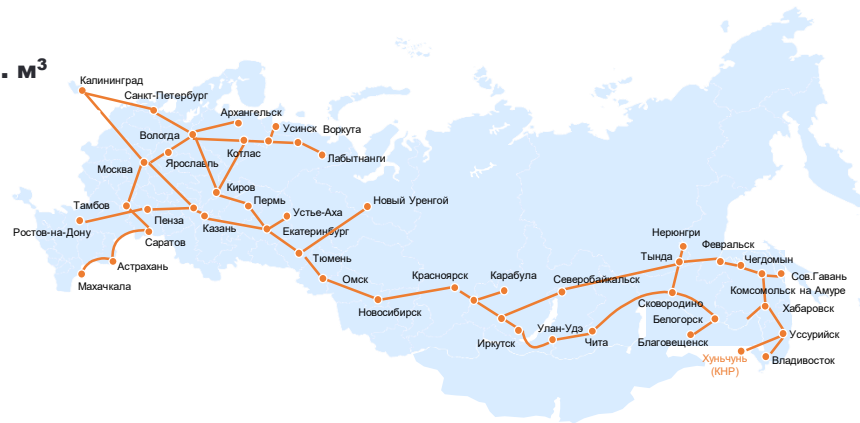 . м³
Калининград
Санкт-Петербург
Архангельск
Вологда
Усинск
Воркута
Котлас
Лабытнанги
Москва
Ярославль
Киров
Пермь
Новый Уренгой
Тамбов
Устье-Аха
Пенза
Ростов-на-Дону
Казань
Екатеринбург
Саратов
Тюмень
Астрахань
Махачкала
Омск
Новосибирск
Красноярск
Карабула
Северобайкальск
Иркутск
Улан-Удэ
Чита
Нерюнгри
Тында
Февральск
Чегдомын
Сов.Гавань
Комсомольск на Амуре
Сковородино
Хабаровск
Белогорск
Благовещенск
Уссурийск
Хуньчунь
(КНР)
Владивосток